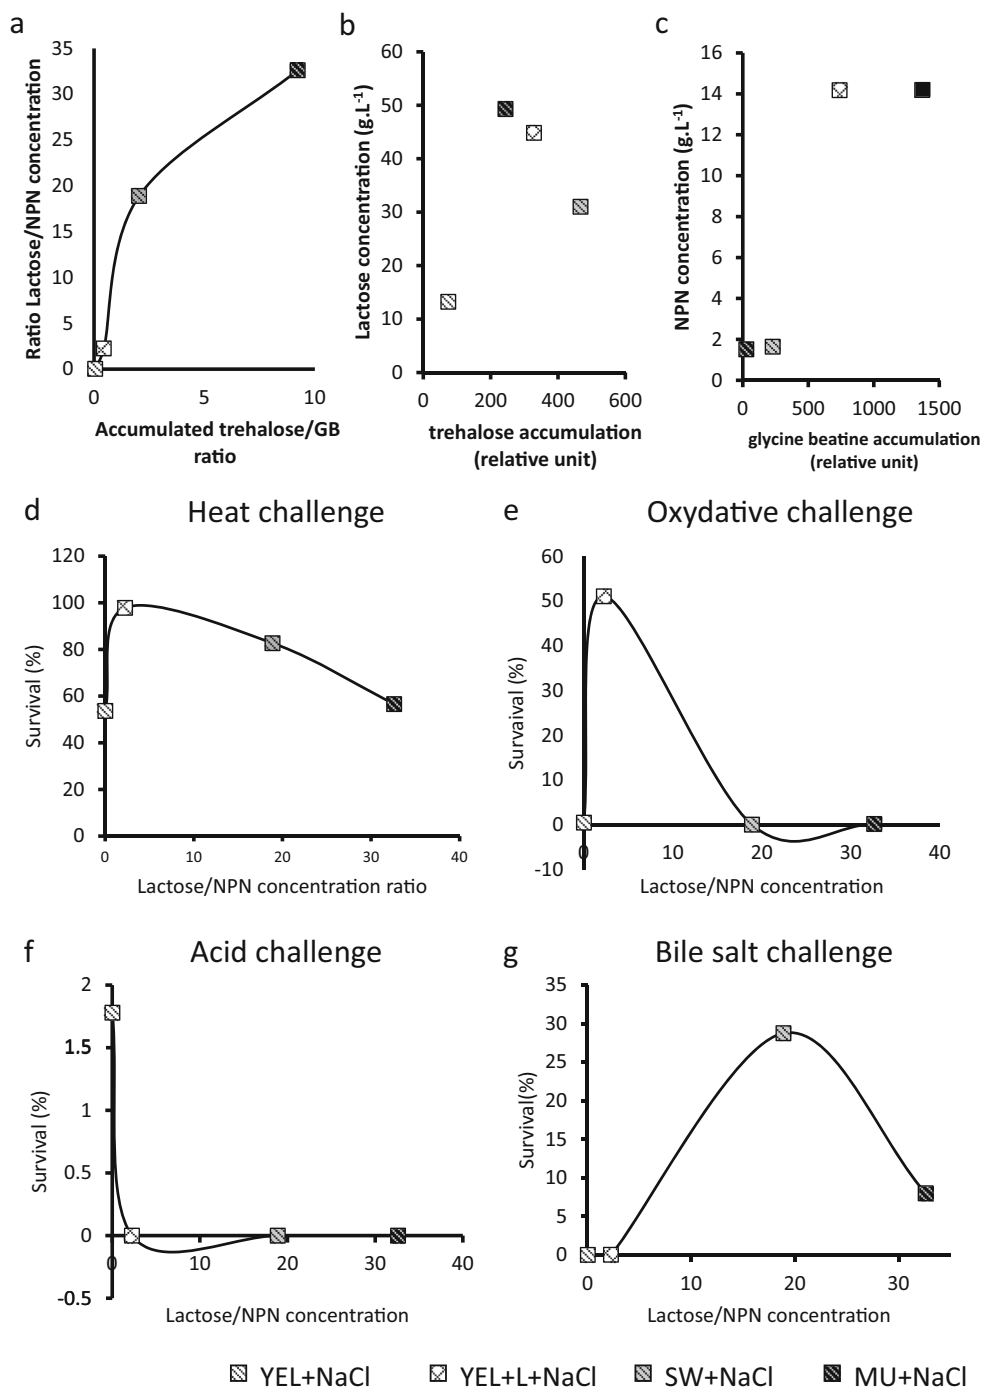 a
Ratio Lactose/NPN concentration
35
30
25
20
15
10
5
0
0 5 10
Accumulated trehalose/GB
ratio
b
Lactose concentration (g.L-1)
60
50
40
30
20
10
0
0 200 400 600
trehalose accumulation
(relative unit)
c
NPN concentration (g.L-1)
16
14
12
10
8
6
4
2
0
0 500 1000 1500
glycine beatine accumulation
(relative unit)
d Heat challenge
Survival (%)
120
100
80
60
40
20
0
0 10 20 30 40
Lactose/NPN concentration ratio
e Oxydative challenge
Survaival (%)
60
50
40
30
20
10
0
-10
0 10 20 30 40
Lactose/NPN concentration
f Acid challenge
Survival (%)
2
1.5
1
0.5
0
-0.5
0 10 20 30 40
Lactose/NPN concentration
g Bile salt challenge
Survival(%)
35
30
25
20
15
10
5
0
0 10 20 30
Lactose/NPN concentration
YEL+NaCl YEL+L+NaCl SW+NaCl MU+NaCl